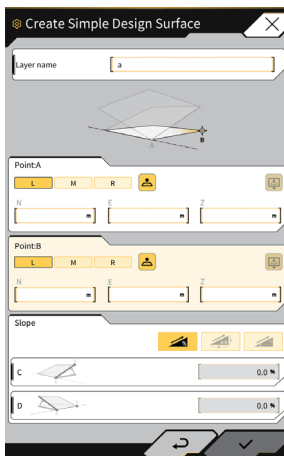 Create Simple Design Surface
Layer name a
A
B
Point:A
L M R
N E Z
m m m
Point:B
L M R
N E Z
m m m
Slope
C 0.0 %
D 0.0 %